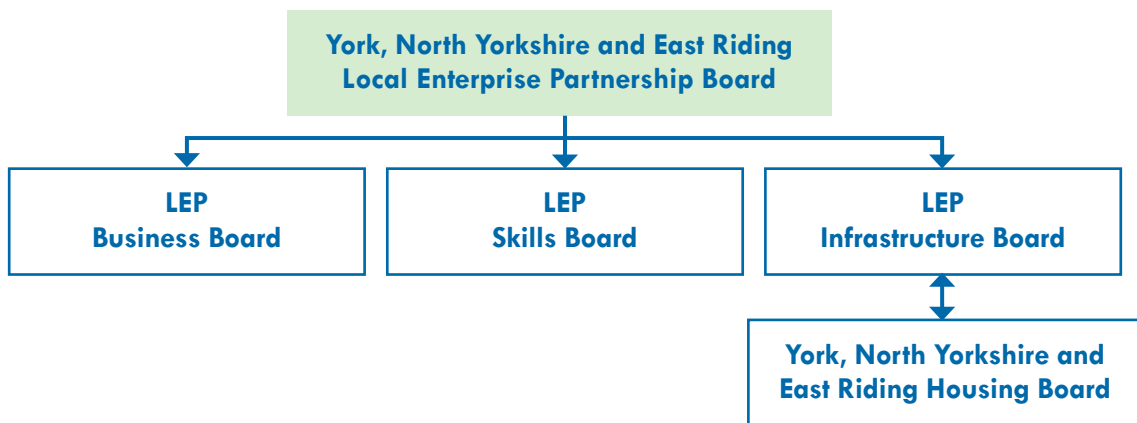 York, North Yorkshire and East Riding
Local Enterprise Partnership Board
LEP
Business Board
LEP
Skills Board
LEP
Infrastructure Board
York, North Yorkshire and
East Riding Housing Board